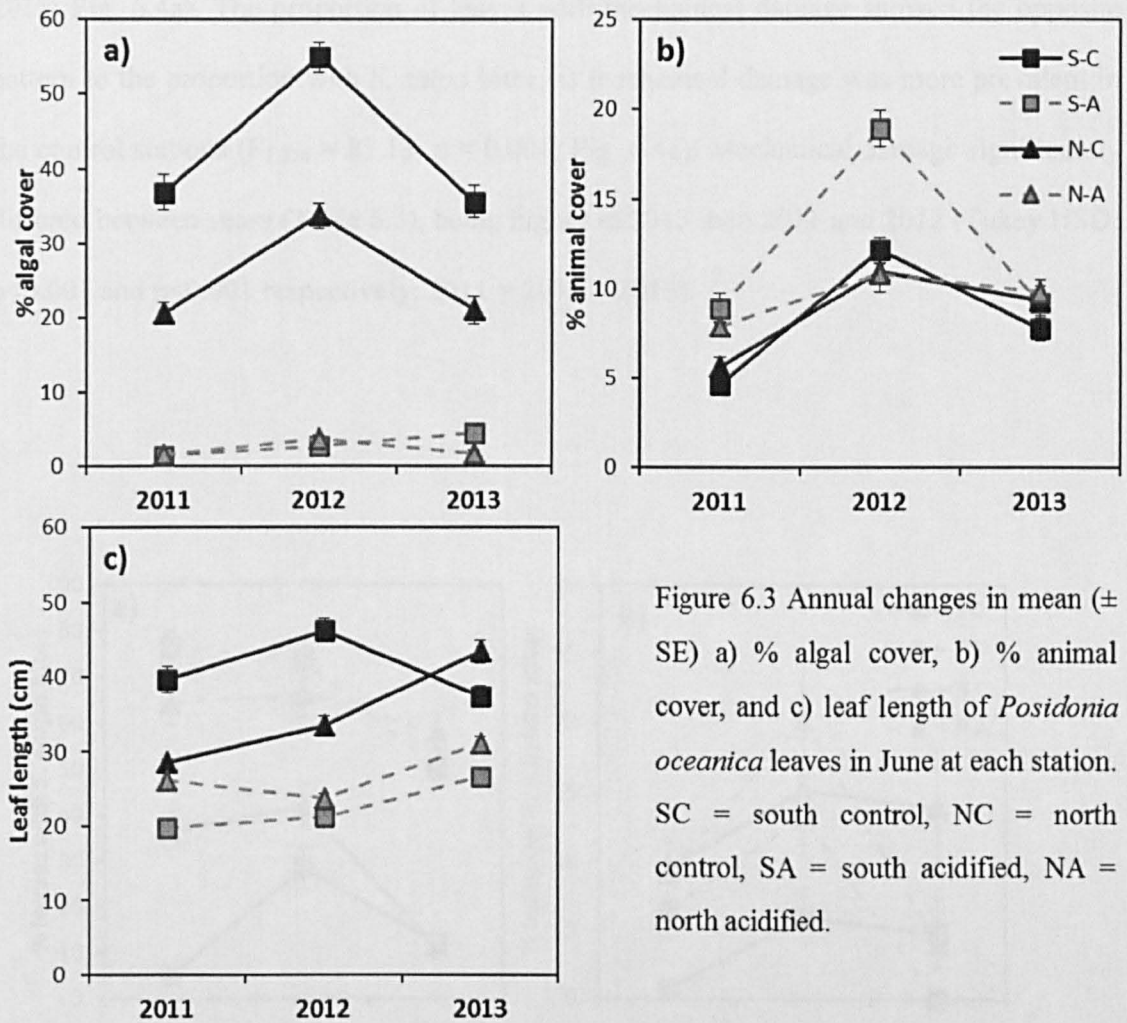 a)
% algal cover
60
50
40
30
20
10
0
2011 2012 2013
b)
% animal cover
25
20
15
10
5
0
2011 2012 2013
S-C
S-A
N-C
N-A
c)
Leaf length (cm)
60
50
40
30
20
10
0
2011 2012 2013
Figure 6.3 Annual changes in mean (±
SE) a) % algal cover, b) % animal
cover, and c) leaf length of Posidonia
oceanica leaves in June at each station.
SC = south control, NC = north
control, SA = south acidified, NA =
north acidified.